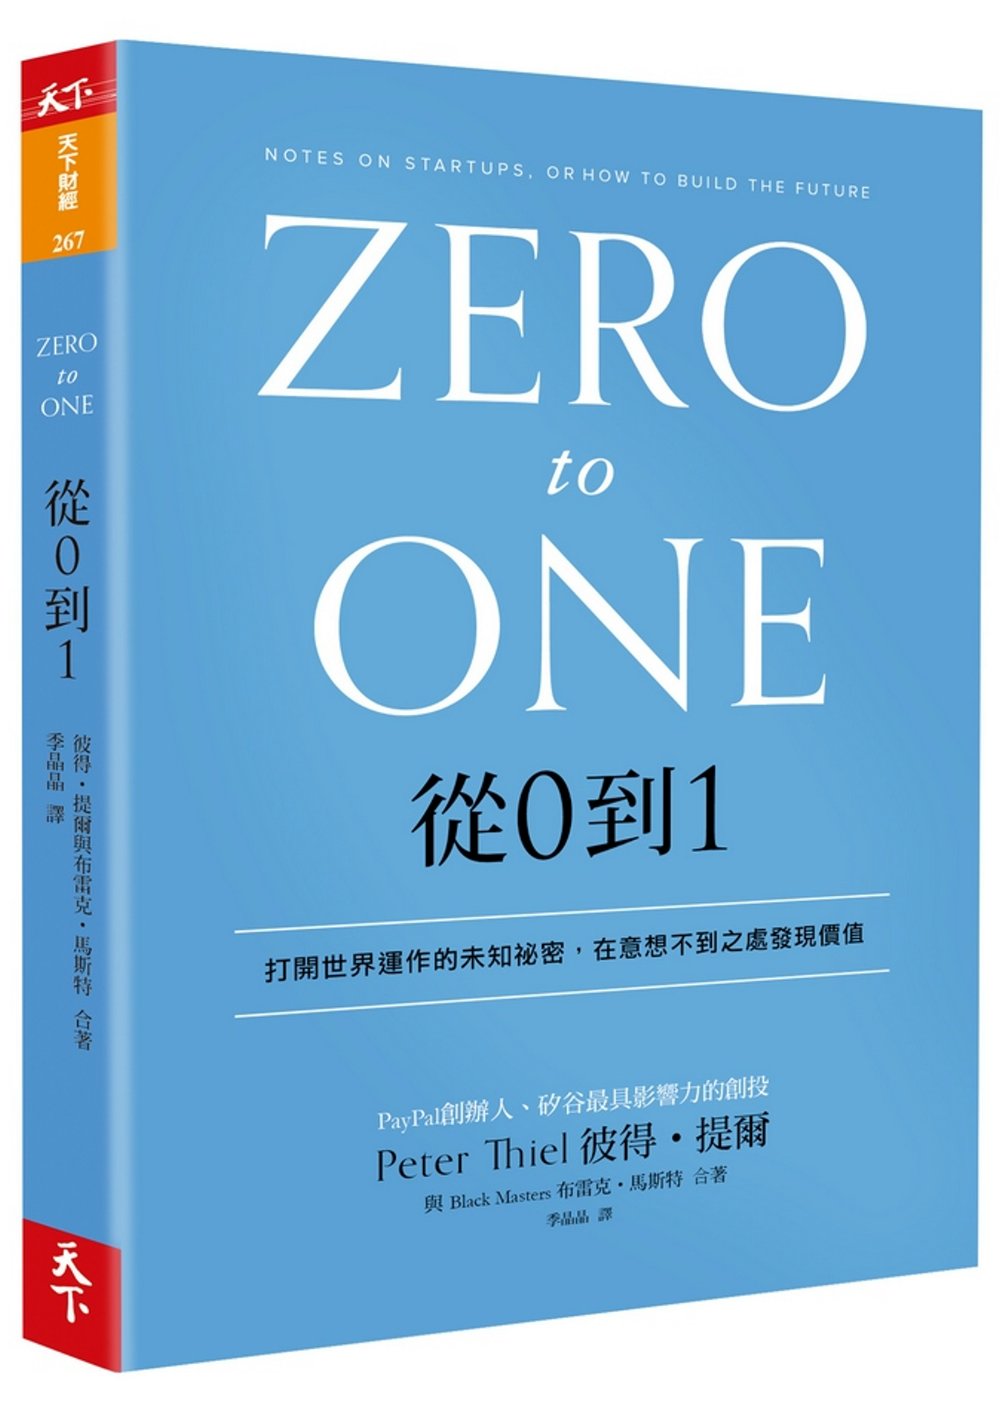 天下
天下財經
267
ZERO
to
ONE
從0到1
彼得・提爾與布雷克・馬斯特 合著
季晶晶 譯
天下
NOTES ON STARTUPS, OR HOW TO BUILD THE FUTURE
ZERO
to
ONE
從0到1
打開世界運作的未知祕密，在意想不到之處發現價值
PayPal創辦人、矽谷最具影響力的創投
Peter Thiel 彼得・提爾
與 Black Masters 布雷克・馬斯特 合著
季晶晶 譯